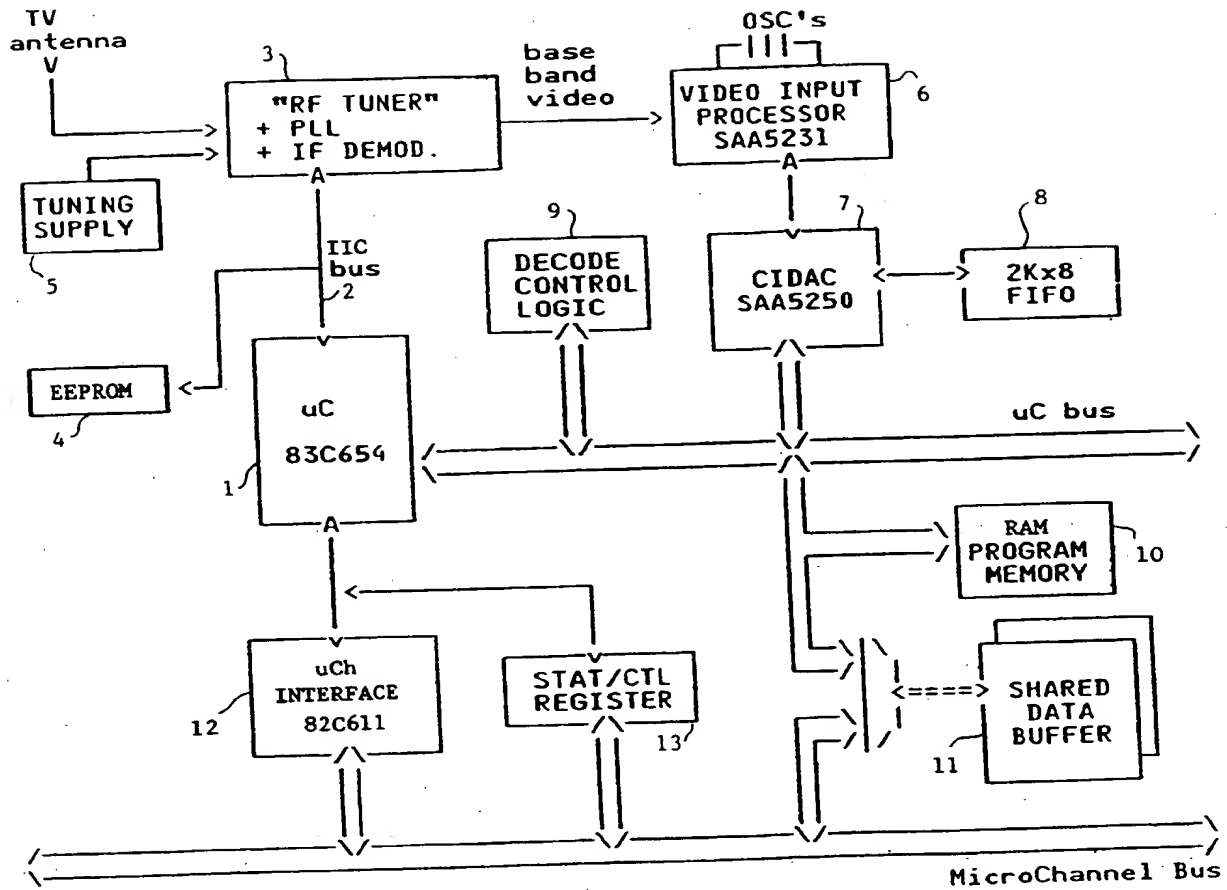 TV
antenna
3
"RF TUNER"
+ PLL
+ IF DEMOD.
base
band
video
OSC's
VIDEO INPUT
PROCESSOR
SAA5231
6
TUNING
SUPPLY
5
IIC
bus
2
9
DECODE
CONTROL
LOGIC
7
CIDAC
SAA5250
8
2Kx8
FIFO
EEPROM
4
uC
83C654
1
uC bus
RAM
PROGRAM
MEMORY
10
uCh
INTERFACE
82C611
12
STAT/CTL
REGISTER
13
SHARED
DATA
BUFFER
11
MicroChannel Bus